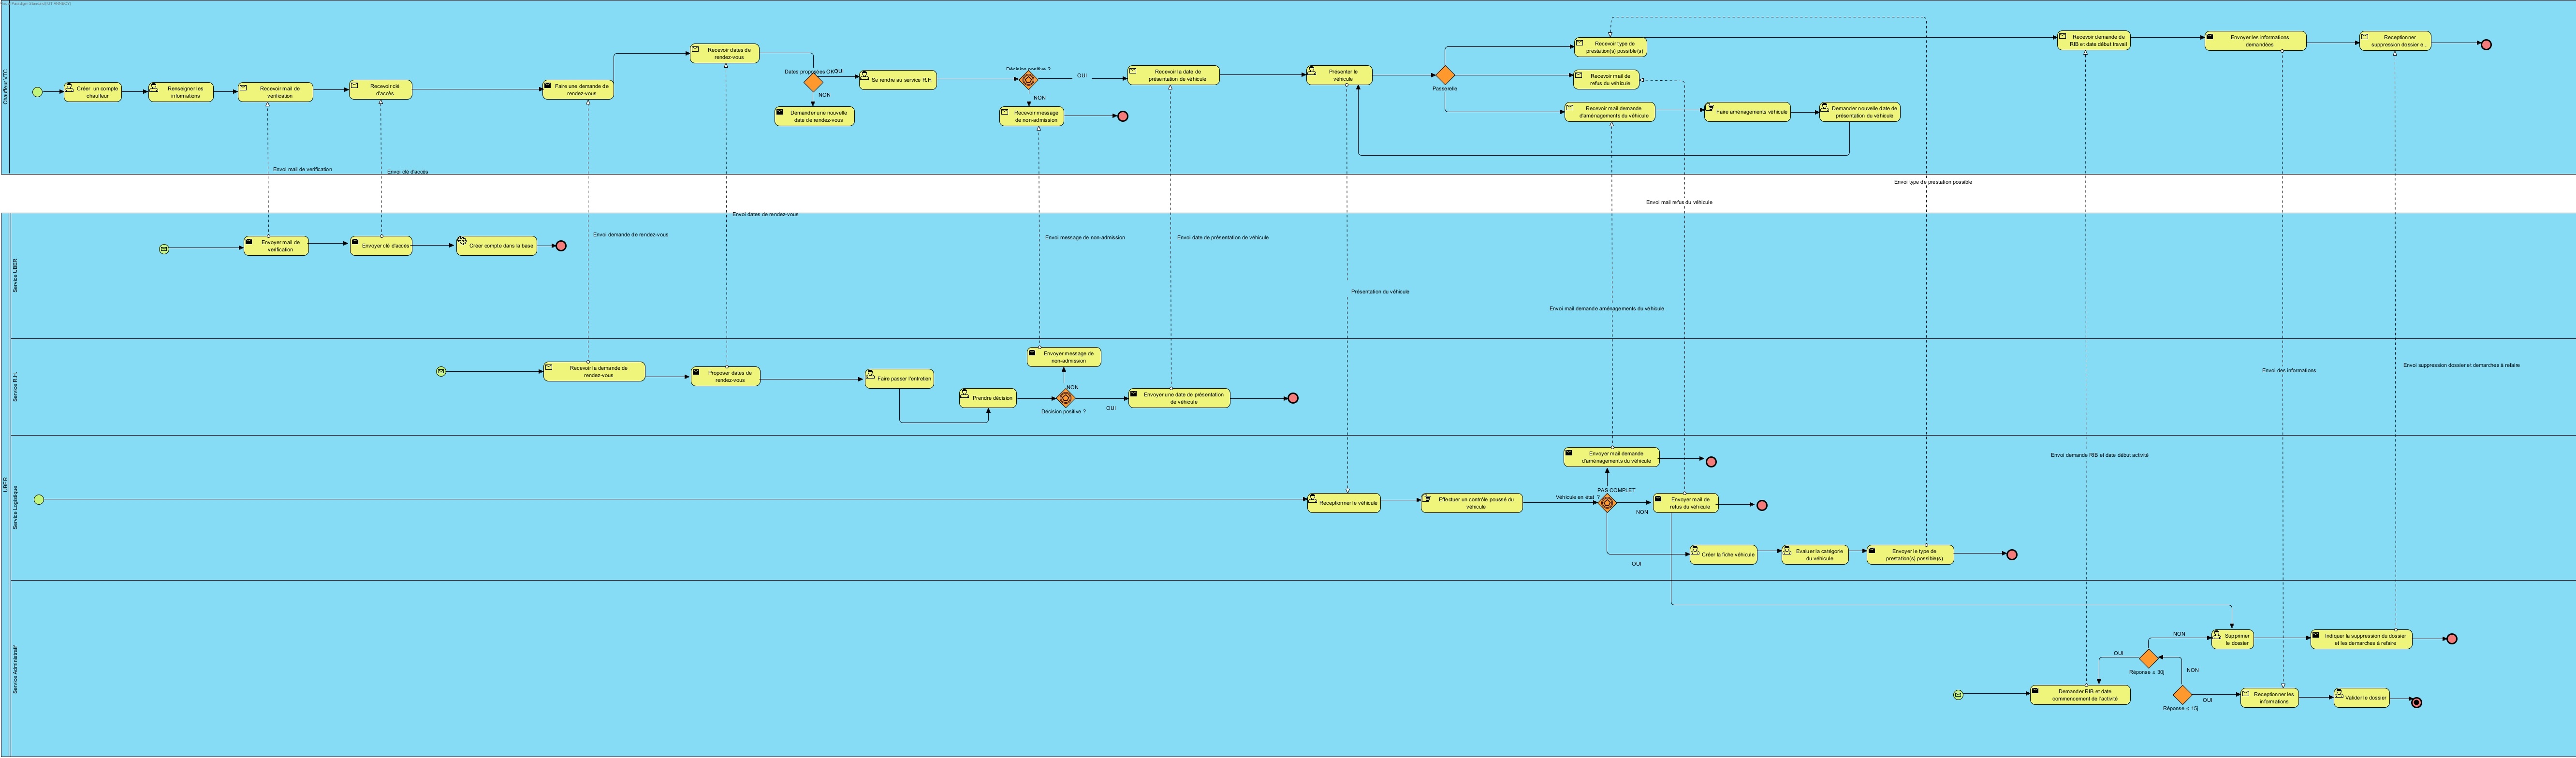 Chauffeur VTC
Créer un compte
chauffeur
Renseigner les
informations
Recevoir mail de
verification
Recevoir clé
d'accès
Faire une demande de
rendez-vous
Recevoir dates de
rendez-vous
Dates proposées OK?
OUI
NON
Demander une nouvelle
date de rendez-vous
Se rendre au service R.H.
Décision positive ?
OUI
NON
Recevoir message
de non-admission
Recevoir la date de
présentation de véhicule
Présenter le
véhicule
Passerelle
Recevoir type de
prestation(s) possible(s)
Recevoir mail de
refus du véhicule
Recevoir mail demande
d'aménagements du véhicule
Faire aménagements véhicule
Demander nouvelle date de
présentation du véhicule
Recevoir demande de
RIB et date début travail
Envoyer les informations
demandées
Receptionner
suppression dossier e...
Envoi mail de verification
Envoi clé d'accès
Envoi dates de rendez-vous
Envoi demande de rendez-vous
Envoi message de non-admission
Envoi date de présentation de véhicule
Présentation du véhicule
Envoi mail demande aménagements du véhicule
Envoi mail refus du véhicule
Envoi type de prestation possible
Envoi demande RIB et date début activité
Envoi des informations
Envoi suppression dossier et demarches à refaire
UBER
Service UBER
Envoyer mail de
verification
Envoyer clé d'accès
Créer compte dans la base
Service R.H.
Recevoir la demande de
rendez-vous
Proposer dates de
rendez-vous
Faire passer l'entretien
Prendre décision
Envoyer message de
non-admission
NON
Décision positive ?
OUI
Envoyer une date de présentation
de véhicule
Service Logistique
Receptionner le véhicule
Effectuer un contrôle poussé du
véhicule
Véhicule en état ?
PAS COMPLET
NON
OUI
Envoyer mail demande
d'aménagements du véhicule
Envoyer mail de
refus du véhicule
Créer la fiche véhicule
Evaluer la catégorie
du véhicule
Envoyer le type de
prestation(s) possible(s)
Service Administratif
Demander RIB et date
commencement de l'activité
OUI
NON
Réponse ≤ 30j
NON
Réponse ≤ 15j
OUI
Supprimer
le dossier
Indiquer la suppression du dossier
et les demarches à refaire
Receptionner les
informations
Valider le dossier